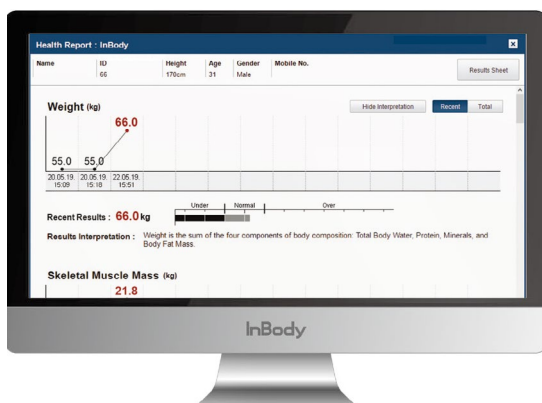 Health Report : InBody
Name ID Height Age Gender Mobile No.
66 170cm 31 Male
Results Sheet
Weight (kg)
Hide Interpretation Recent Total
66.0
55.0 55.0
20.05.19. 20.05.19. 22.05.19.
15:09 15:18 15:51
Under Normal Over
Recent Results : 66.0 kg
Results Interpretation : Weight is the sum of the four components of body composition: Total Body Water, Protein, Minerals, and
Body Fat Mass.
Skeletal Muscle Mass (kg)
21.8
InBody